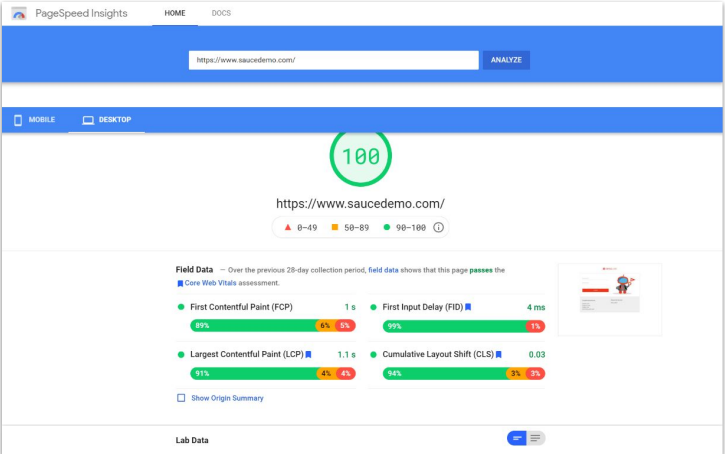 PageSpeed Insights HOME DOCS
https://www.saucedemo.com/ ANALYZE
MOBILE DESKTOP
100
https://www.saucedemo.com/
0–49 50–89 90–100
Field Data — Over the previous 28-day collection period, field data shows that this page passes the
Core Web Vitals assessment.
First Contentful Paint (FCP) 1 s
89% 6% 5%
First Input Delay (FID) 4 ms
99% 1%
Largest Contentful Paint (LCP) 1.1 s
91% 4% 4%
Cumulative Layout Shift (CLS) 0.03
94% 3% 3%
Show Origin Summary
Lab Data